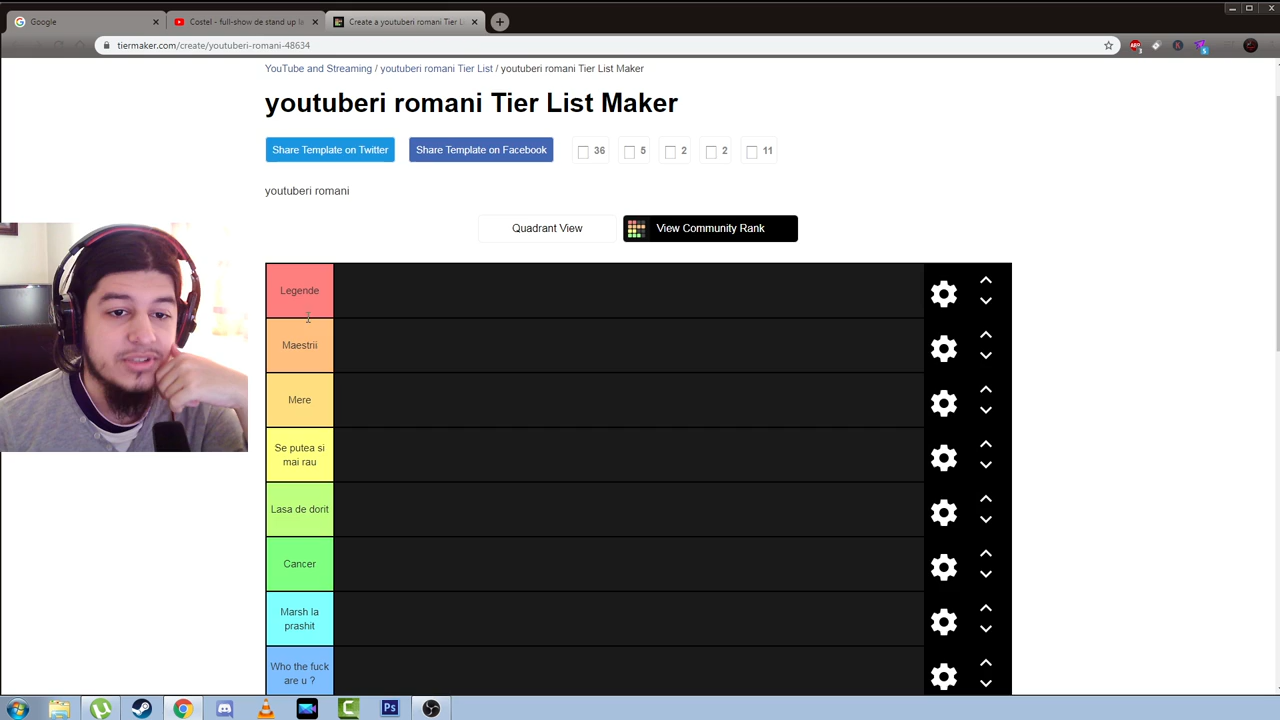 Google
Costel - full-show de stand up la
Create a youtuberi romani Tier Li
tiermaker.com/create/youtuberi-romani-48634
YouTube and Streaming / youtuberi romani Tier List / youtuberi romani Tier List Maker
youtuberi romani Tier List Maker
Share Template on Twitter
Share Template on Facebook
36
5
2
2
11
youtuberi romani
Quadrant View
View Community Rank
Legende
Maestrii
Mere
Se putea si
mai rau
Lasa de dorit
Cancer
Marsh la
prashit
Who the fuck
are u ?
Ps